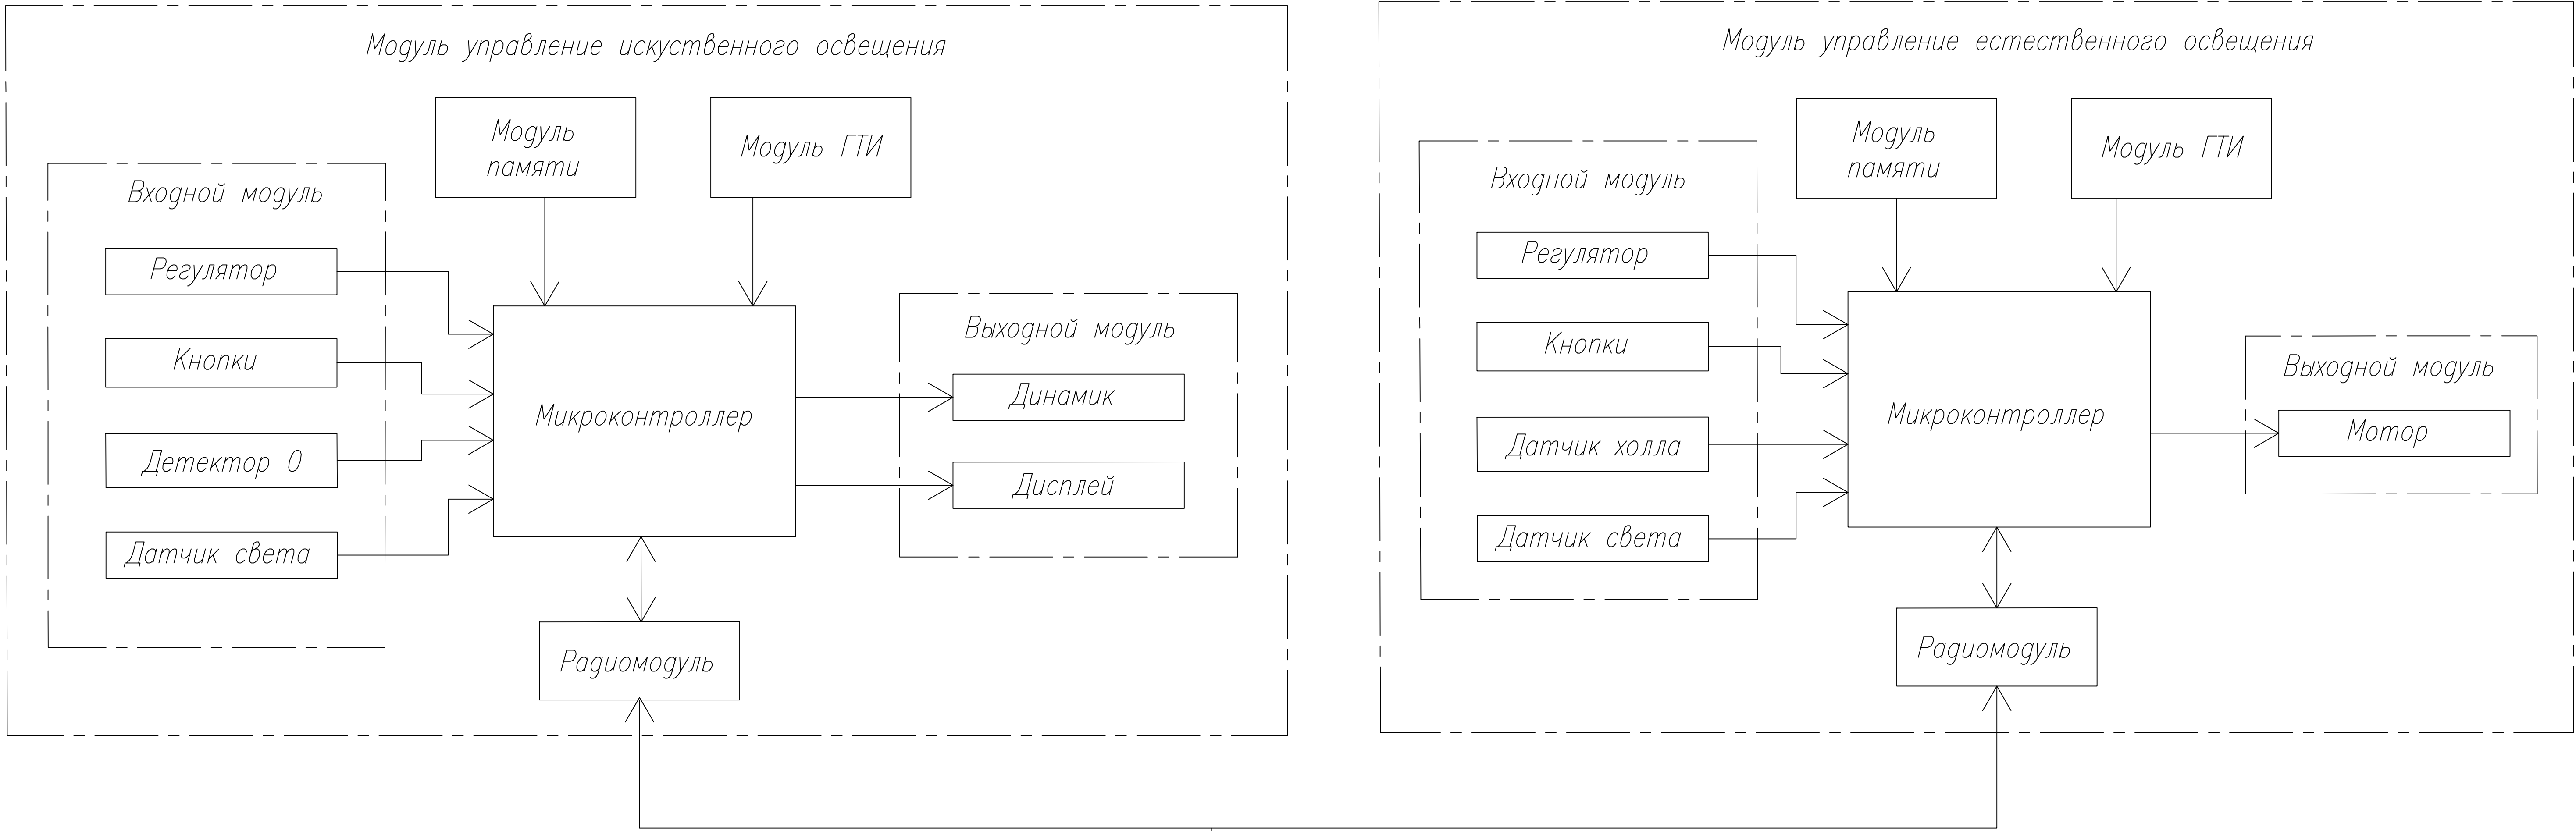 Модуль управление искуственного освещения
Модуль
памяти
Модуль ГТИ
Входной модуль
Регулятор
Кнопки
Детектор 0
Датчик света
Микроконтроллер
Выходной модуль
Динамик
Дисплей
Радиомодуль
Модуль управление естественного освещения
Модуль
памяти
Модуль ГТИ
Входной модуль
Регулятор
Кнопки
Датчик холла
Датчик света
Микроконтроллер
Выходной модуль
Мотор
Радиомодуль